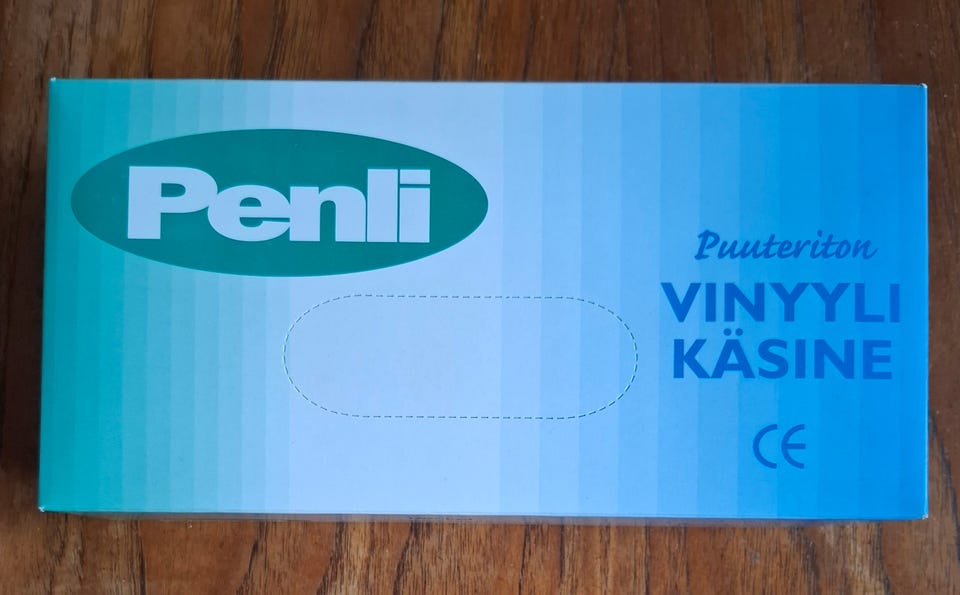 Penli
Puuteriton
VINYYLI
KÄSINE
CE